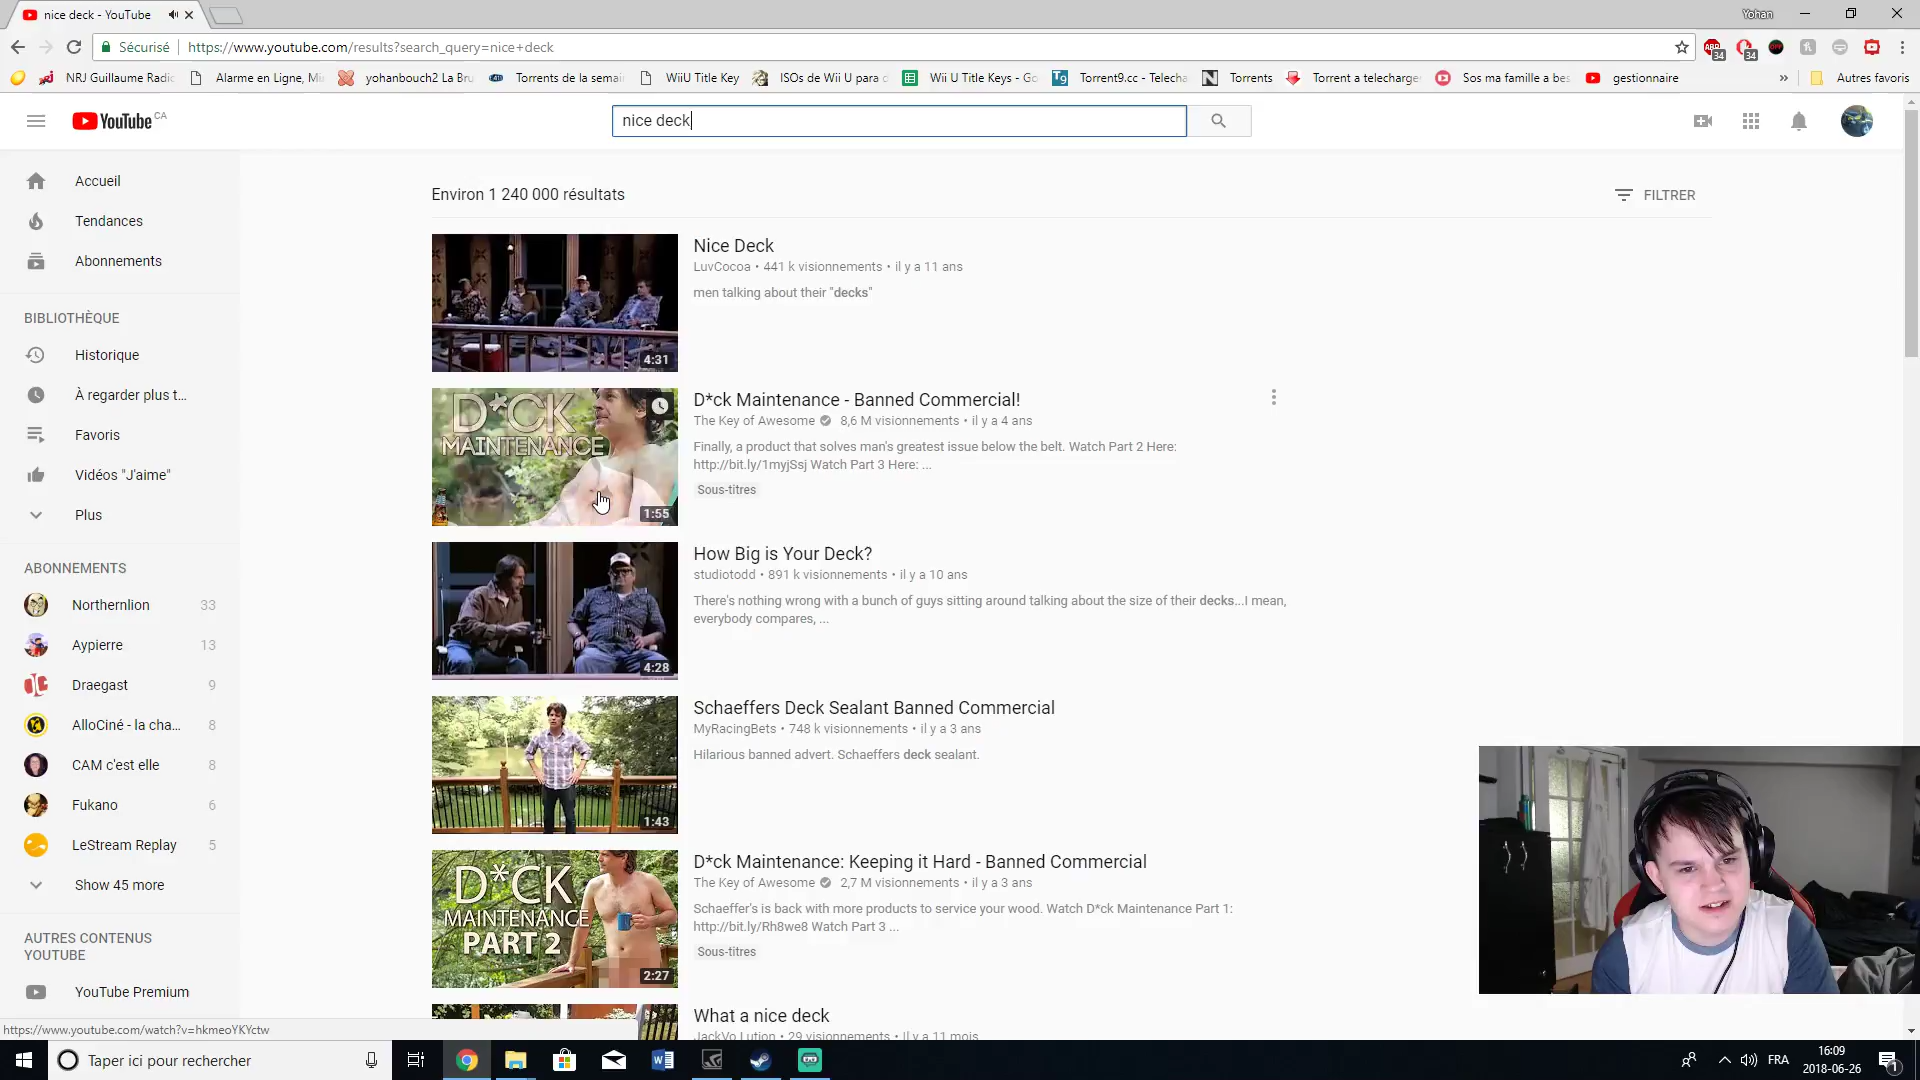 nice deck - YouTube
Yohan
Sécurisé
https://www.youtube.com/results?search_query=nice+deck
34
34
NRJ Guillaume Radio
Alarme en Ligne, Mi
yohanbouch2 La Bru
Torrents de la semai
WiiU Title Key
ISOs de Wii U para d
Wii U Title Keys - Go
Torrent9.cc - Telecha
Torrents
Torrent a telecharge
Sos ma famille a bes
gestionnaire
»
Autres favoris
YouTube CA
nice deck
Accueil
Tendances
Abonnements
BIBLIOTHÈQUE
Historique
À regarder plus t...
Favoris
Vidéos "J'aime"
Plus
ABONNEMENTS
Northernlion 33
Aypierre 13
Draegast 9
AlloCiné - la cha... 8
CAM c'est elle 8
Fukano 6
LeStream Replay 5
Show 45 more
AUTRES CONTENUS
YOUTUBE
YouTube Premium
Environ 1 240 000 résultats
FILTRER
4:31
Nice Deck
LuvCocoa • 441 k visionnements • il y a 11 ans
men talking about their "decks"
D*CK
MAINTENANCE
1:55
D*ck Maintenance - Banned Commercial!
The Key of Awesome 8,6 M visionnements • il y a 4 ans
Finally, a product that solves man's greatest issue below the belt. Watch Part 2 Here:
http://bit.ly/1myjSsj Watch Part 3 Here: ...
Sous-titres
4:28
How Big is Your Deck?
studiotodd • 891 k visionnements • il y a 10 ans
There's nothing wrong with a bunch of guys sitting around talking about the size of their decks...I mean,
everybody compares, ...
1:43
Schaeffers Deck Sealant Banned Commercial
MyRacingBets • 748 k visionnements • il y a 3 ans
Hilarious banned advert. Schaeffers deck sealant.
D*CK
MAINTENANCE
PART 2
2:27
D*ck Maintenance: Keeping it Hard - Banned Commercial
The Key of Awesome 2,7 M visionnements • il y a 3 ans
Schaeffer's is back with more products to service your wood. Watch D*ck Maintenance Part 1:
http://bit.ly/Rh8we8 Watch Part 3 ...
Sous-titres
What a nice deck
JackVo Lution • 29 visionnements • Il y a 11 mois
https://www.youtube.com/watch?v=hkmeoYKYctw
Taper ici pour rechercher
FRA
16:09
2018-06-26
1